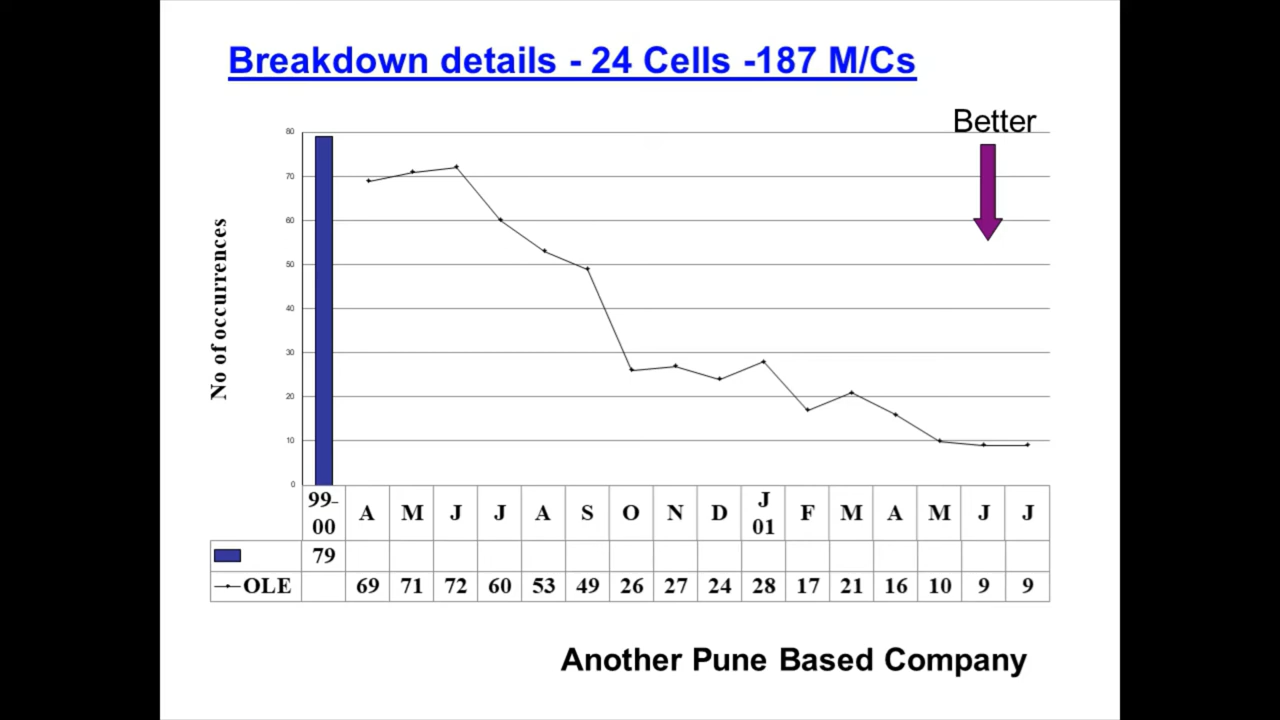 Breakdown details - 24 Cells -187 M/Cs
Better
80
70
60
50
40
30
20
10
0
No of occurrences
99-00 A M J J A S O N D J 01 F M A M J J
79
OLE 69 71 72 60 53 49 26 27 24 28 17 21 16 10 9 9
Another Pune Based Company